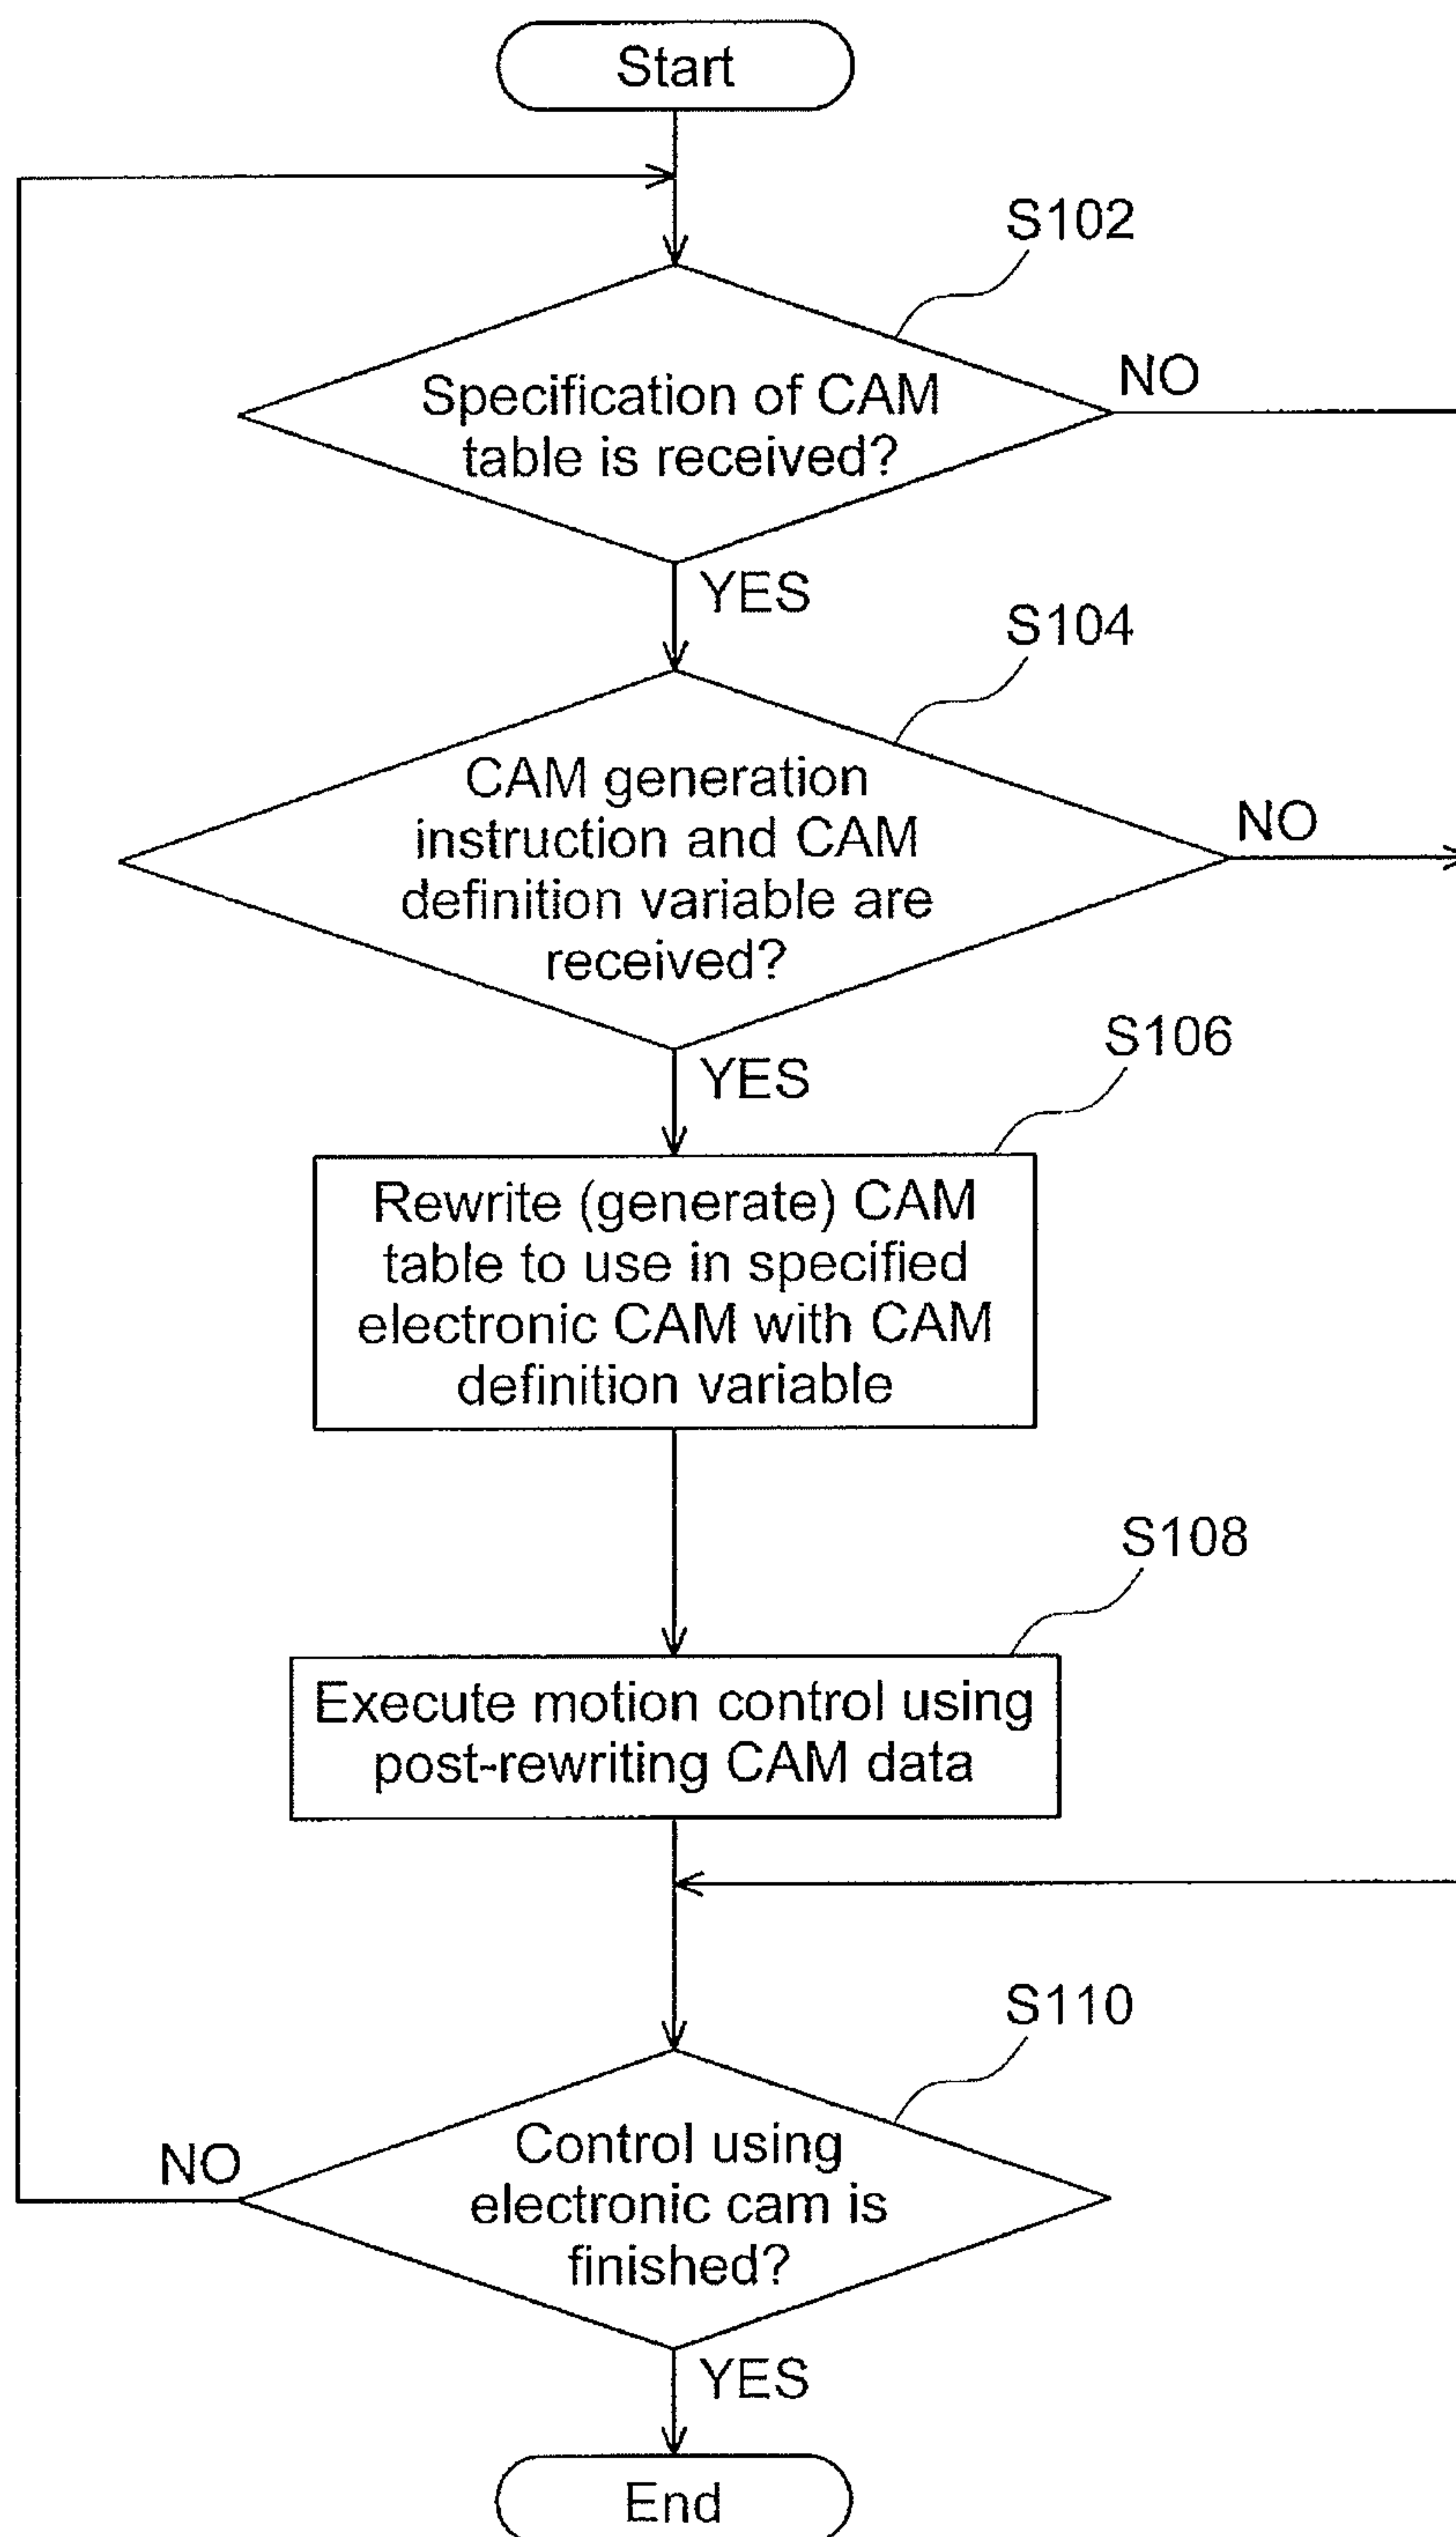 Start
S102
Specification of CAM
table is received?
NO
YES
S104
CAM generation
instruction and CAM
definition variable are
received?
NO
YES
S106
Rewrite (generate) CAM
table to use in specified
electronic CAM with CAM
definition variable
S108
Execute motion control using
post-rewriting CAM data
S110
Control using
electronic cam is
finished?
NO
YES
End